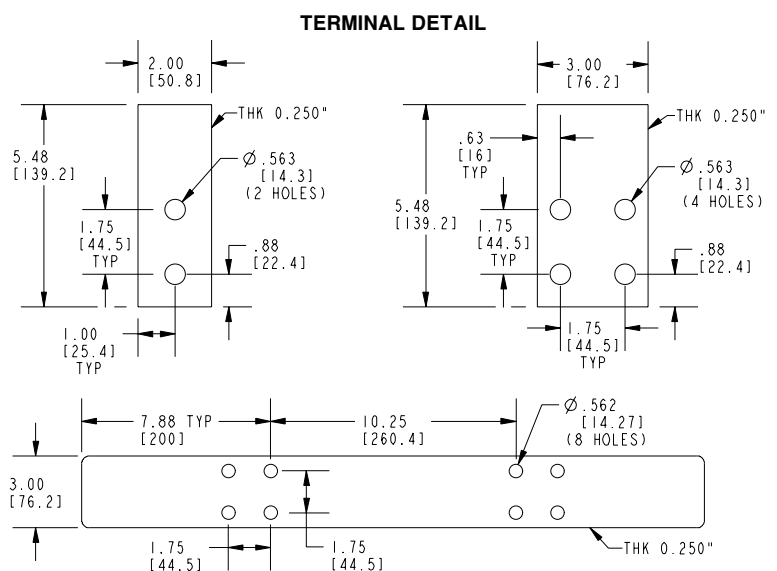 TERMINAL DETAIL
2.00
[50.8]
THK 0.250"
5.48
[139.2]
Ø .563
[14.3]
(2 HOLES)
1.75
[44.5]
TYP
.88
[22.4]
1.00
[25.4]
TYP
3.00
[76.2]
THK 0.250"
.63
[16]
TYP
Ø .563
[14.3]
(4 HOLES)
5.48
[139.2]
1.75
[44.5]
TYP
.88
[22.4]
1.75
[44.5]
TYP
7.88 TYP
[200]
10.25
[260.4]
Ø .562
[14.27]
(8 HOLES)
3.00
[76.2]
1.75
[44.5]
1.75
[44.5]
THK 0.250"